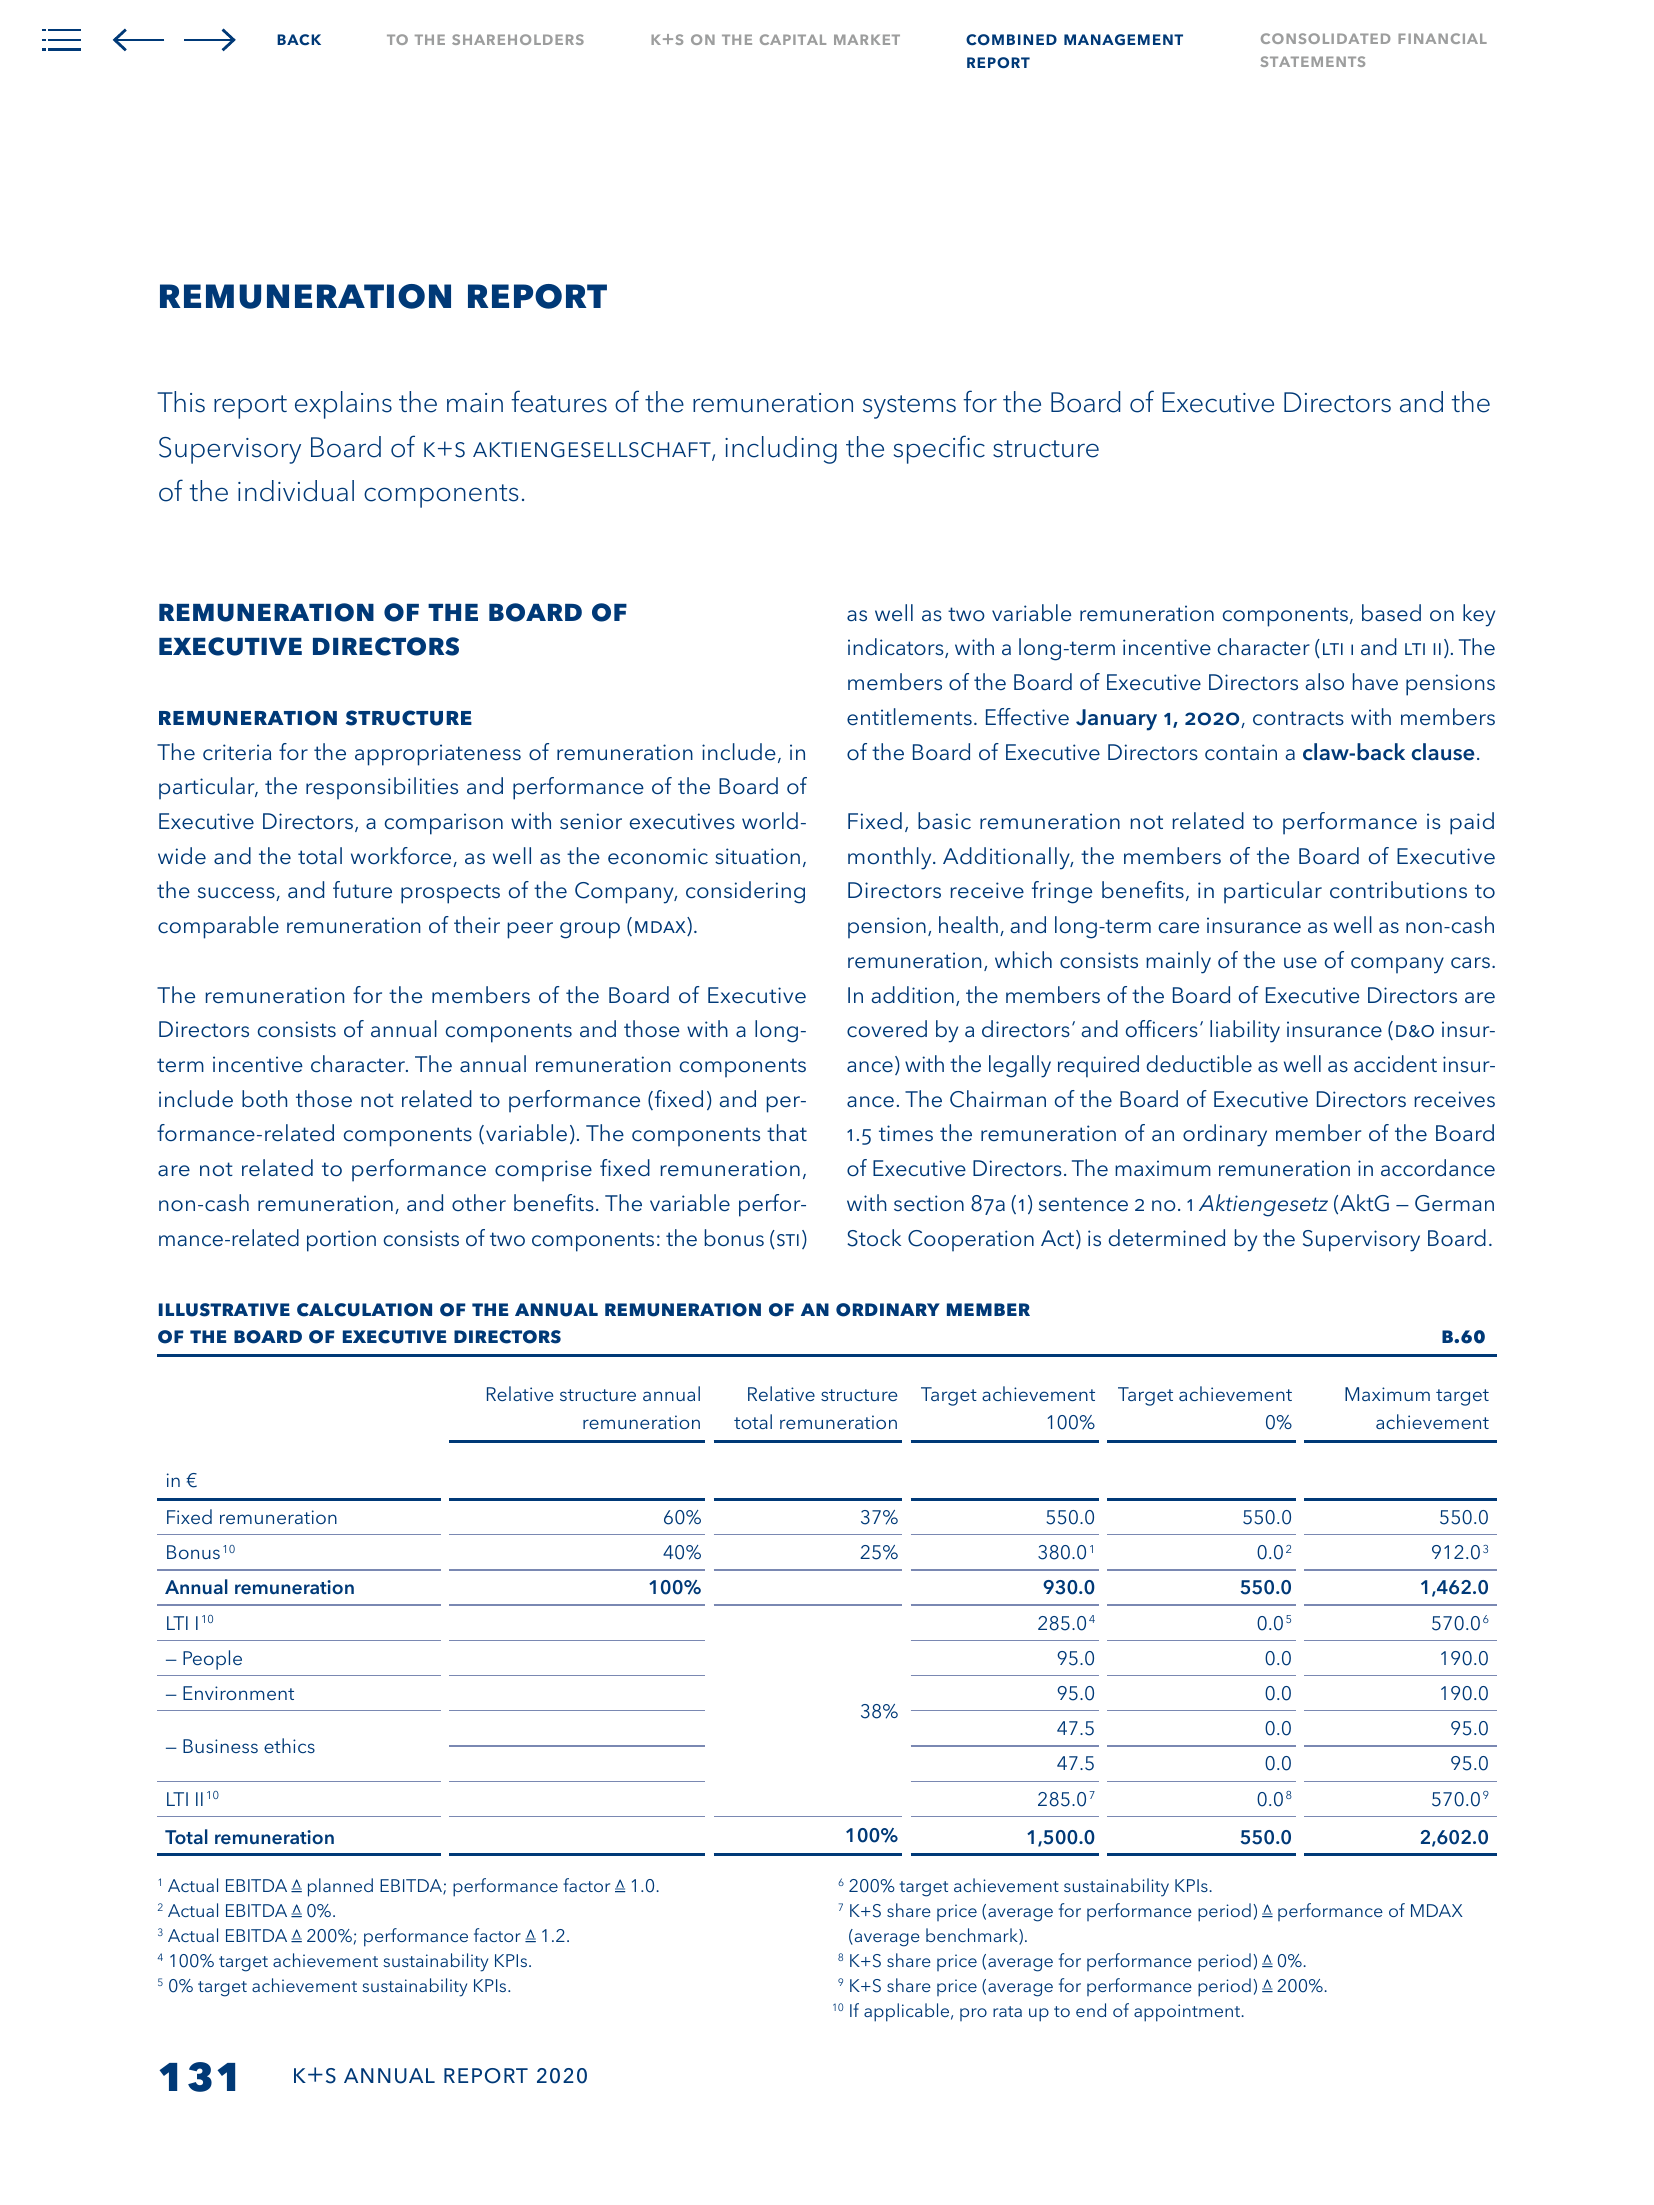 BACK
TO THE SHAREHOLDERS
K+S ON THE CAPITAL MARKET
COMBINED MANAGEMENT
REPORT
CONSOLIDATED FINANCIAL
STATEMENTS
REMUNERATION REPORT
This report explains the main features of the remuneration systems for the Board of Executive Directors and the
Supervisory Board of K+S AKTIENGESELLSCHAFT, including the specific structure
of the individual components.
REMUNERATION OF THE BOARD OF
EXECUTIVE DIRECTORS
REMUNERATION STRUCTURE
The criteria for the appropriateness of remuneration include, in
particular, the responsibilities and performance of the Board of
Executive Directors, a comparison with senior executives world-
wide and the total workforce, as well as the economic situation,
the success, and future prospects of the Company, considering
comparable remuneration of their peer group (MDAX).
The remuneration for the members of the Board of Executive
Directors consists of annual components and those with a long-
term incentive character. The annual remuneration components
include both those not related to performance (fixed) and per-
formance-related components (variable). The components that
are not related to performance comprise fixed remuneration,
non-cash remuneration, and other benefits. The variable perfor-
mance-related portion consists of two components: the bonus (STI)
as well as two variable remuneration components, based on key
indicators, with a long-term incentive character (LTI I and LTI II). The
members of the Board of Executive Directors also have pensions
entitlements. Effective January 1, 2020, contracts with members
of the Board of Executive Directors contain a claw-back clause.
Fixed, basic remuneration not related to performance is paid
monthly. Additionally, the members of the Board of Executive
Directors receive fringe benefits, in particular contributions to
pension, health, and long-term care insurance as well as non-cash
remuneration, which consists mainly of the use of company cars.
In addition, the members of the Board of Executive Directors are
covered by a directors’ and officers’ liability insurance (D&O insur-
ance) with the legally required deductible as well as accident insur-
ance. The Chairman of the Board of Executive Directors receives
1.5 times the remuneration of an ordinary member of the Board
of Executive Directors. The maximum remuneration in accordance
with section 87a (1) sentence 2 no. 1 Aktiengesetz (AktG – German
Stock Cooperation Act) is determined by the Supervisory Board.
ILLUSTRATIVE CALCULATION OF THE ANNUAL REMUNERATION OF AN ORDINARY MEMBER
OF THE BOARD OF EXECUTIVE DIRECTORS B.60
Relative structure annual Relative structure Target achievement Target achievement Maximum target
remuneration total remuneration 100% 0% achievement
in €
Fixed remuneration 60% 37% 550.0 550.0 550.0
Bonus¹⁰ 40% 25% 380.0¹ 0.0² 912.0³
Annual remuneration 100% 930.0 550.0 1,462.0
LTI I¹⁰ 285.0⁴ 0.0⁵ 570.0⁶
– People 95.0 0.0 190.0
– Environment 95.0 0.0 190.0
38%
47.5 0.0 95.0
– Business ethics
47.5 0.0 95.0
LTI II¹⁰ 285.0⁷ 0.0⁸ 570.0⁹
Total remuneration 100% 1,500.0 550.0 2,602.0
¹ Actual EBITDA ≙ planned EBITDA; performance factor ≙ 1.0.
² Actual EBITDA ≙ 0%.
³ Actual EBITDA ≙ 200%; performance factor ≙ 1.2.
⁴ 100% target achievement sustainability KPIs.
⁵ 0% target achievement sustainability KPIs.
⁶ 200% target achievement sustainability KPIs.
⁷ K+S share price (average for performance period) ≙ performance of MDAX
(average benchmark).
⁸ K+S share price (average for performance period) ≙ 0%.
⁹ K+S share price (average for performance period) ≙ 200%.
¹⁰ If applicable, pro rata up to end of appointment.
131 K+S ANNUAL REPORT 2020